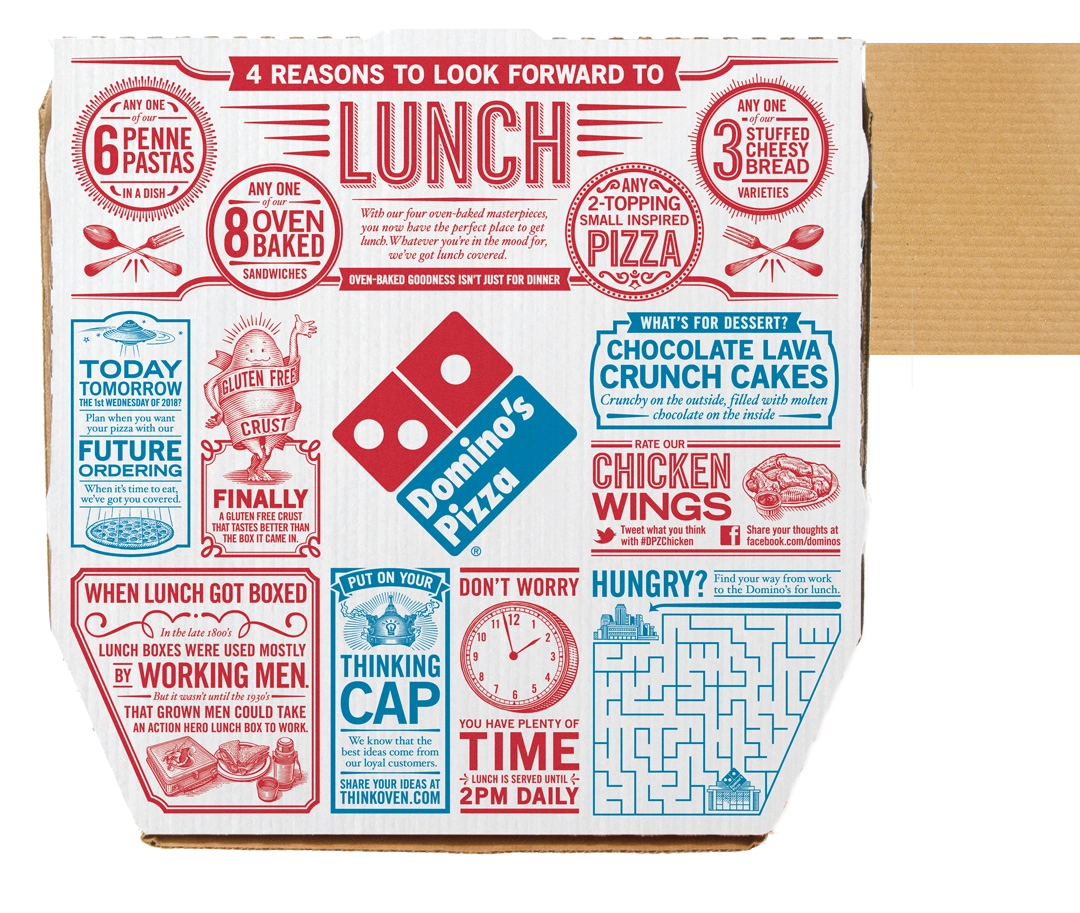 4 REASONS TO LOOK FORWARD TO
LUNCH
ANY ONE
of our
6 PENNE
PASTAS
IN A DISH
ANY ONE
of our
8 OVEN
BAKED
SANDWICHES
With our four oven-baked masterpieces,
you now have the perfect place to get
lunch. Whatever you're in the mood for,
we've got lunch covered.
OVEN-BAKED GOODNESS ISN'T JUST FOR DINNER
ANY
2-TOPPING
SMALL INSPIRED
PIZZA
ANY ONE
of our
3 STUFFED
CHEESY
BREAD
VARIETIES
TODAY
TOMORROW
THE 1st WEDNESDAY OF 2018?
Plan when you want
your pizza with our
FUTURE
ORDERING
When it's time to eat,
we've got you covered.
GLUTEN FREE
CRUST
FINALLY
A GLUTEN FREE CRUST
THAT TASTES BETTER THAN
THE BOX IT CAME IN.
Domino's
Pizza
®
WHAT'S FOR DESSERT?
CHOCOLATE LAVA
CRUNCH CAKES
Crunchy on the outside, filled with molten
chocolate on the inside
RATE OUR
CHICKEN
WINGS
Tweet what you think
with #DPZChicken
f
Share your thoughts at
facebook.com/dominos
WHEN LUNCH GOT BOXED
In the late 1800's
LUNCH BOXES WERE USED MOSTLY
BY WORKING MEN.
But it wasn't until the 1930's
THAT GROWN MEN COULD TAKE
AN ACTION HERO LUNCH BOX TO WORK.
PUT ON YOUR
THINKING
CAP
We know that the
best ideas come from
our loyal customers.
SHARE YOUR IDEAS AT
THINKOVEN.COM
DON'T WORRY
12
1
2
3
4
5
6
7
8
9
10
11
YOU HAVE PLENTY OF
TIME
LUNCH IS SERVED UNTIL
2PM DAILY
HUNGRY?
Find your way from work
to the Domino's for lunch.